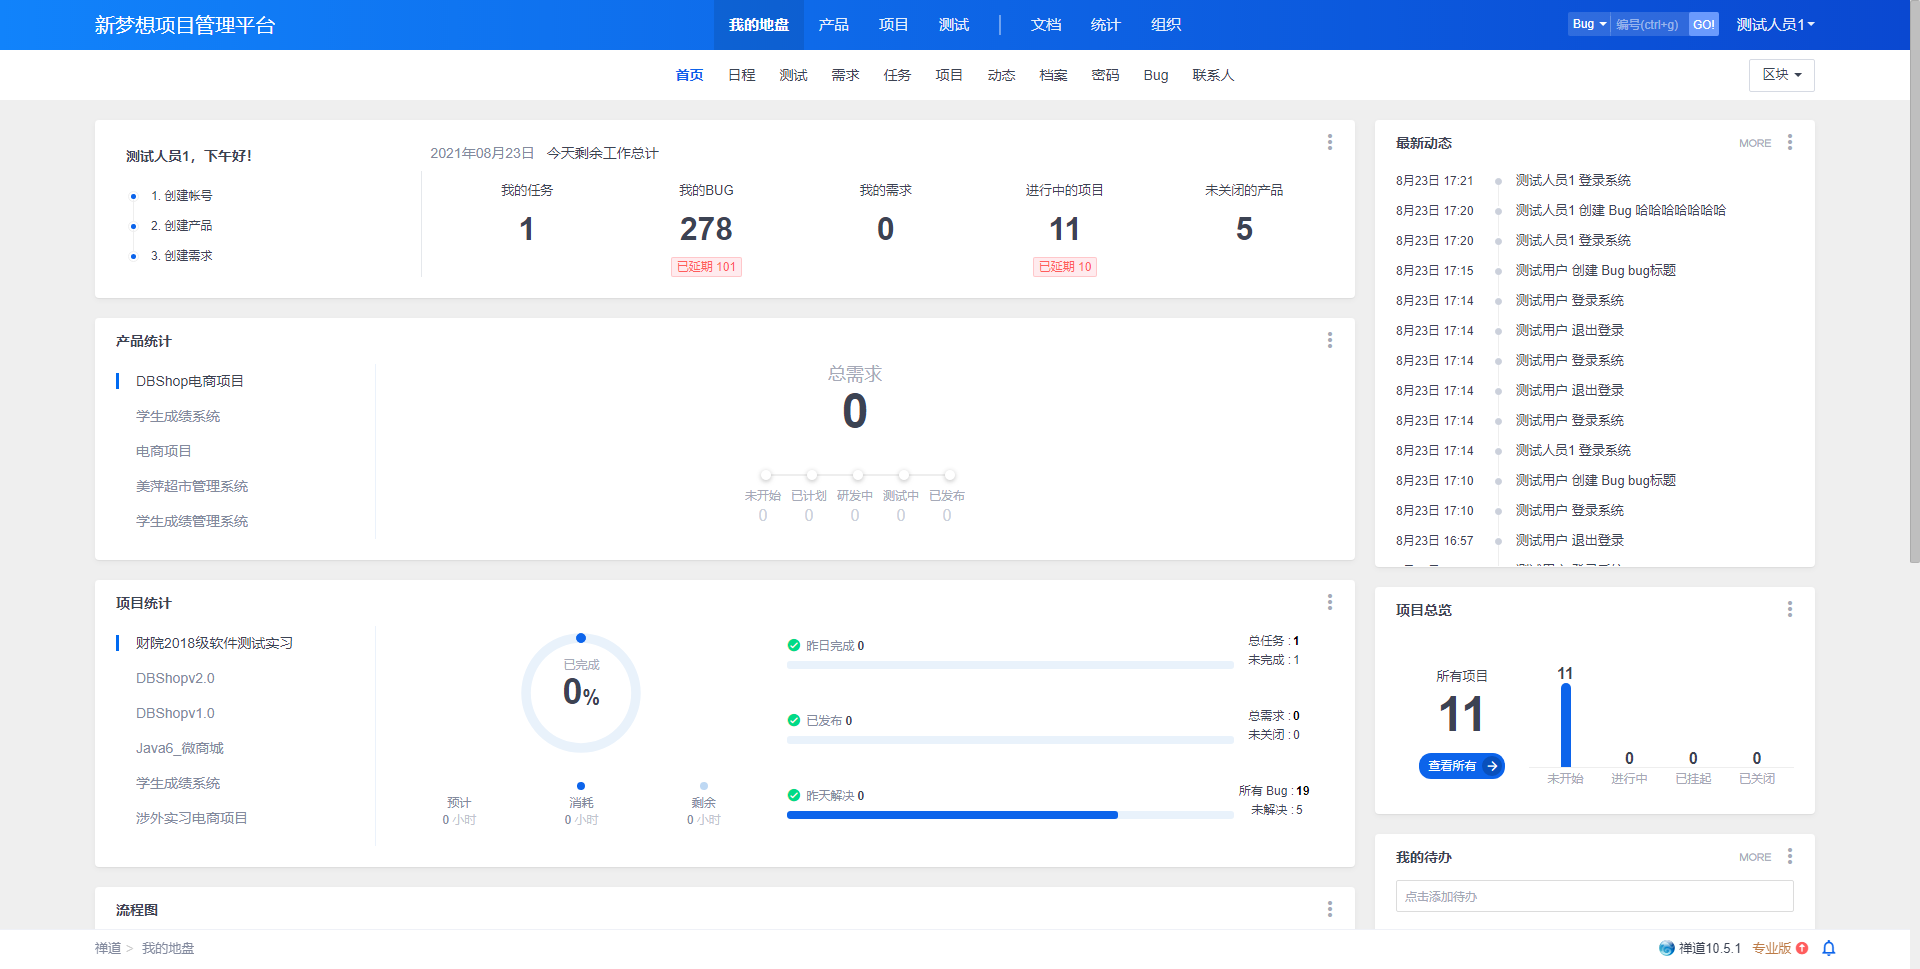 新梦想项目管理平台
我的地盘 产品 项目 测试 文档 统计 组织
Bug 编号(ctrl+g) GO! 测试人员1
首页 日程 测试 需求 任务 项目 动态 档案 密码 Bug 联系人
区块
测试人员1，下午好！
1. 创建帐号
2. 创建产品
3. 创建需求
2021年08月23日 今天剩余工作总计
我的任务 我的BUG 我的需求 进行中的项目 未关闭的产品
1 278 0 11 5
已延期 101 已延期 10
产品统计
DBShop电商项目
学生成绩系统
电商项目
美萍超市管理系统
学生成绩管理系统
总需求
0
未开始 已计划 研发中 测试中 已发布
0 0 0 0 0
项目统计
财院2018级软件测试实习
DBShopv2.0
DBShopv1.0
Java6_微商城
学生成绩系统
涉外实习电商项目
已完成
0%
预计 消耗 剩余
0 小时 0 小时 0 小时
昨日完成 0
总任务 : 1
未完成 : 1
已发布 0
总需求 : 0
未关闭 : 0
昨天解决 0
所有 Bug : 19
未解决 : 5
流程图
最新动态 MORE
8月23日 17:21 测试人员1 登录系统
8月23日 17:20 测试人员1 创建 Bug 哈哈哈哈哈哈哈
8月23日 17:20 测试人员1 登录系统
8月23日 17:15 测试用户 创建 Bug bug标题
8月23日 17:14 测试用户 登录系统
8月23日 17:14 测试用户 退出登录
8月23日 17:14 测试用户 登录系统
8月23日 17:14 测试用户 退出登录
8月23日 17:14 测试用户 登录系统
8月23日 17:14 测试人员1 登录系统
8月23日 17:10 测试用户 创建 Bug bug标题
8月23日 17:10 测试用户 登录系统
8月23日 16:57 测试用户 退出登录
项目总览
所有项目
11
查看所有
11 0 0 0
未开始 进行中 已挂起 已关闭
我的待办 MORE
点击添加待办
禅道 > 我的地盘
禅道10.5.1 专业版